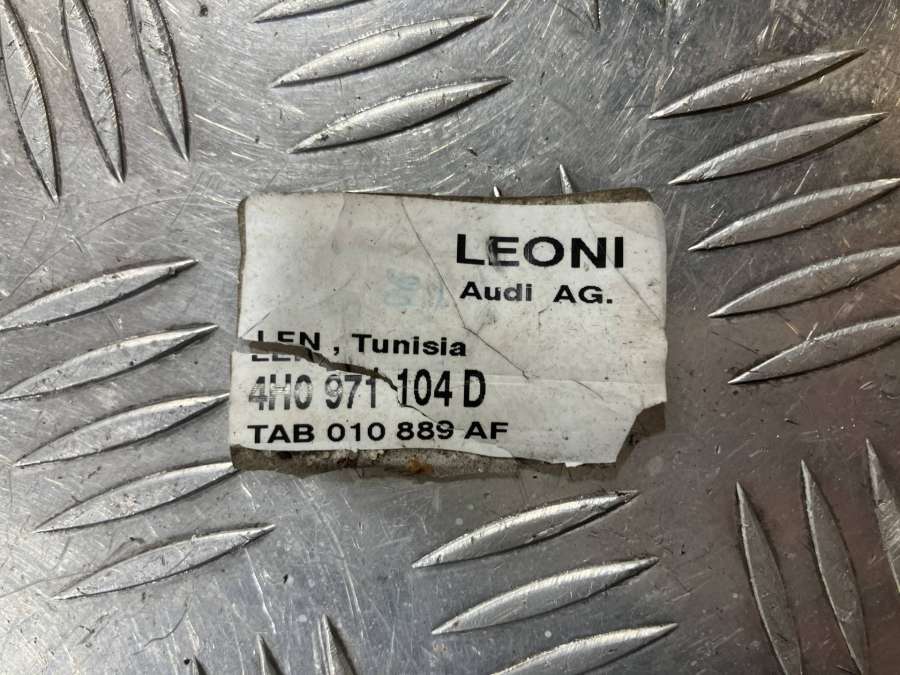 LEONI
Audi AG.
LEN , Tunisia
4H0 971 104 D
TAB 010 889 AF